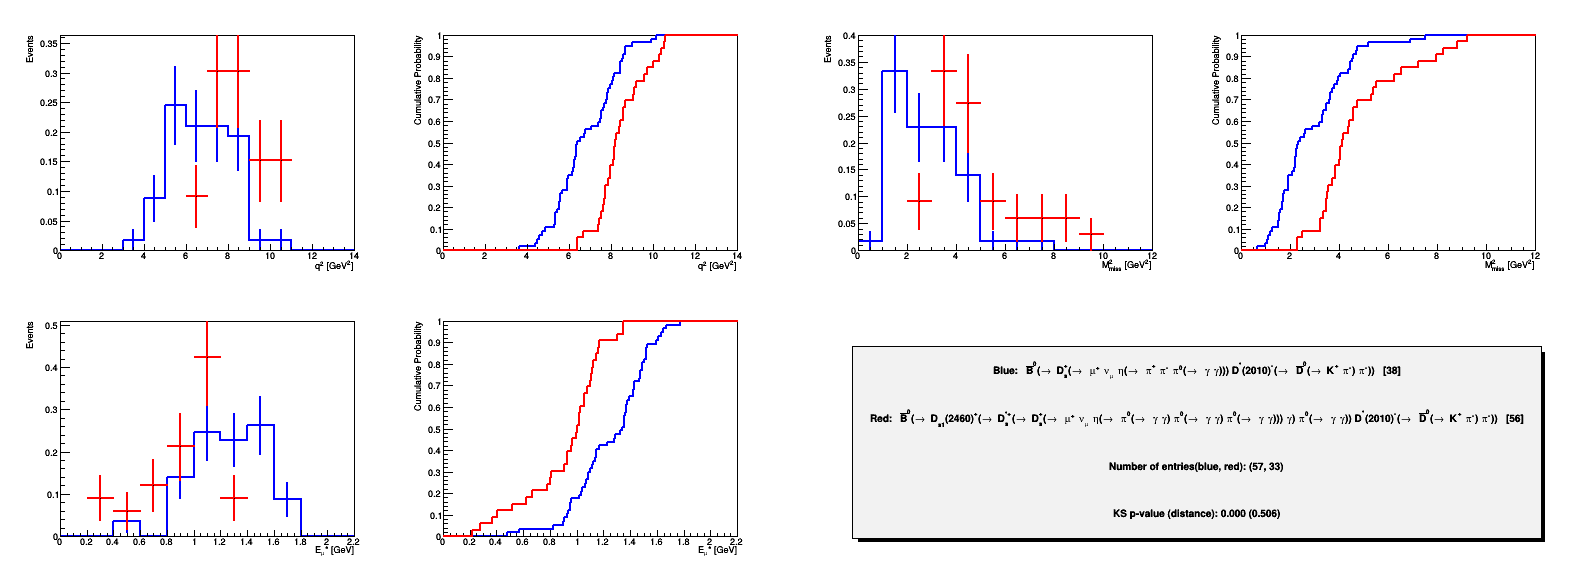 Events
0.35
0.3
0.25
0.2
0.15
0.1
0.05
0
0 2 4 6 8 10 12 14
q² [GeV²]
Cumulative Probability
1
0.9
0.8
0.7
0.6
0.5
0.4
0.3
0.2
0.1
0
0 2 4 6 8 10 12 14
q² [GeV²]
Events
0.4
0.35
0.3
0.25
0.2
0.15
0.1
0.05
0
0 2 4 6 8 10 12
M²miss [GeV²]
Cumulative Probability
1
0.9
0.8
0.7
0.6
0.5
0.4
0.3
0.2
0.1
0
0 2 4 6 8 10 12
M²miss [GeV²]
Events
0.5
0.4
0.3
0.2
0.1
0
0 0.2 0.4 0.6 0.8 1 1.2 1.4 1.6 1.8 2 2.2
Eμ* [GeV]
Cumulative Probability
1
0.9
0.8
0.7
0.6
0.5
0.4
0.3
0.2
0.1
0
0 0.2 0.4 0.6 0.8 1 1.2 1.4 1.6 1.8 2 2.2
Eμ* [GeV]
Blue: B̅⁰(→ Dₛ⁺(→ μ⁺ νμ η(→ π⁺ π⁻ π⁰(→ γ γ))) D*(2010)⁻(→ D̅⁰(→ K⁺ π⁻) π⁻)) [38]
Red: B̅⁰(→ Dₛ₁(2460)⁺(→ Dₛ*⁺(→ Dₛ⁺(→ μ⁺ νμ η(→ π⁰(→ γ γ) π⁰(→ γ γ) π⁰(→ γ γ))) γ) π⁰(→ γ γ)) D*(2010)⁻(→ D̅⁰(→ K⁺ π⁻) π⁻)) [56]
Number of entries(blue, red): (57, 33)
KS p-value (distance): 0.000 (0.506)